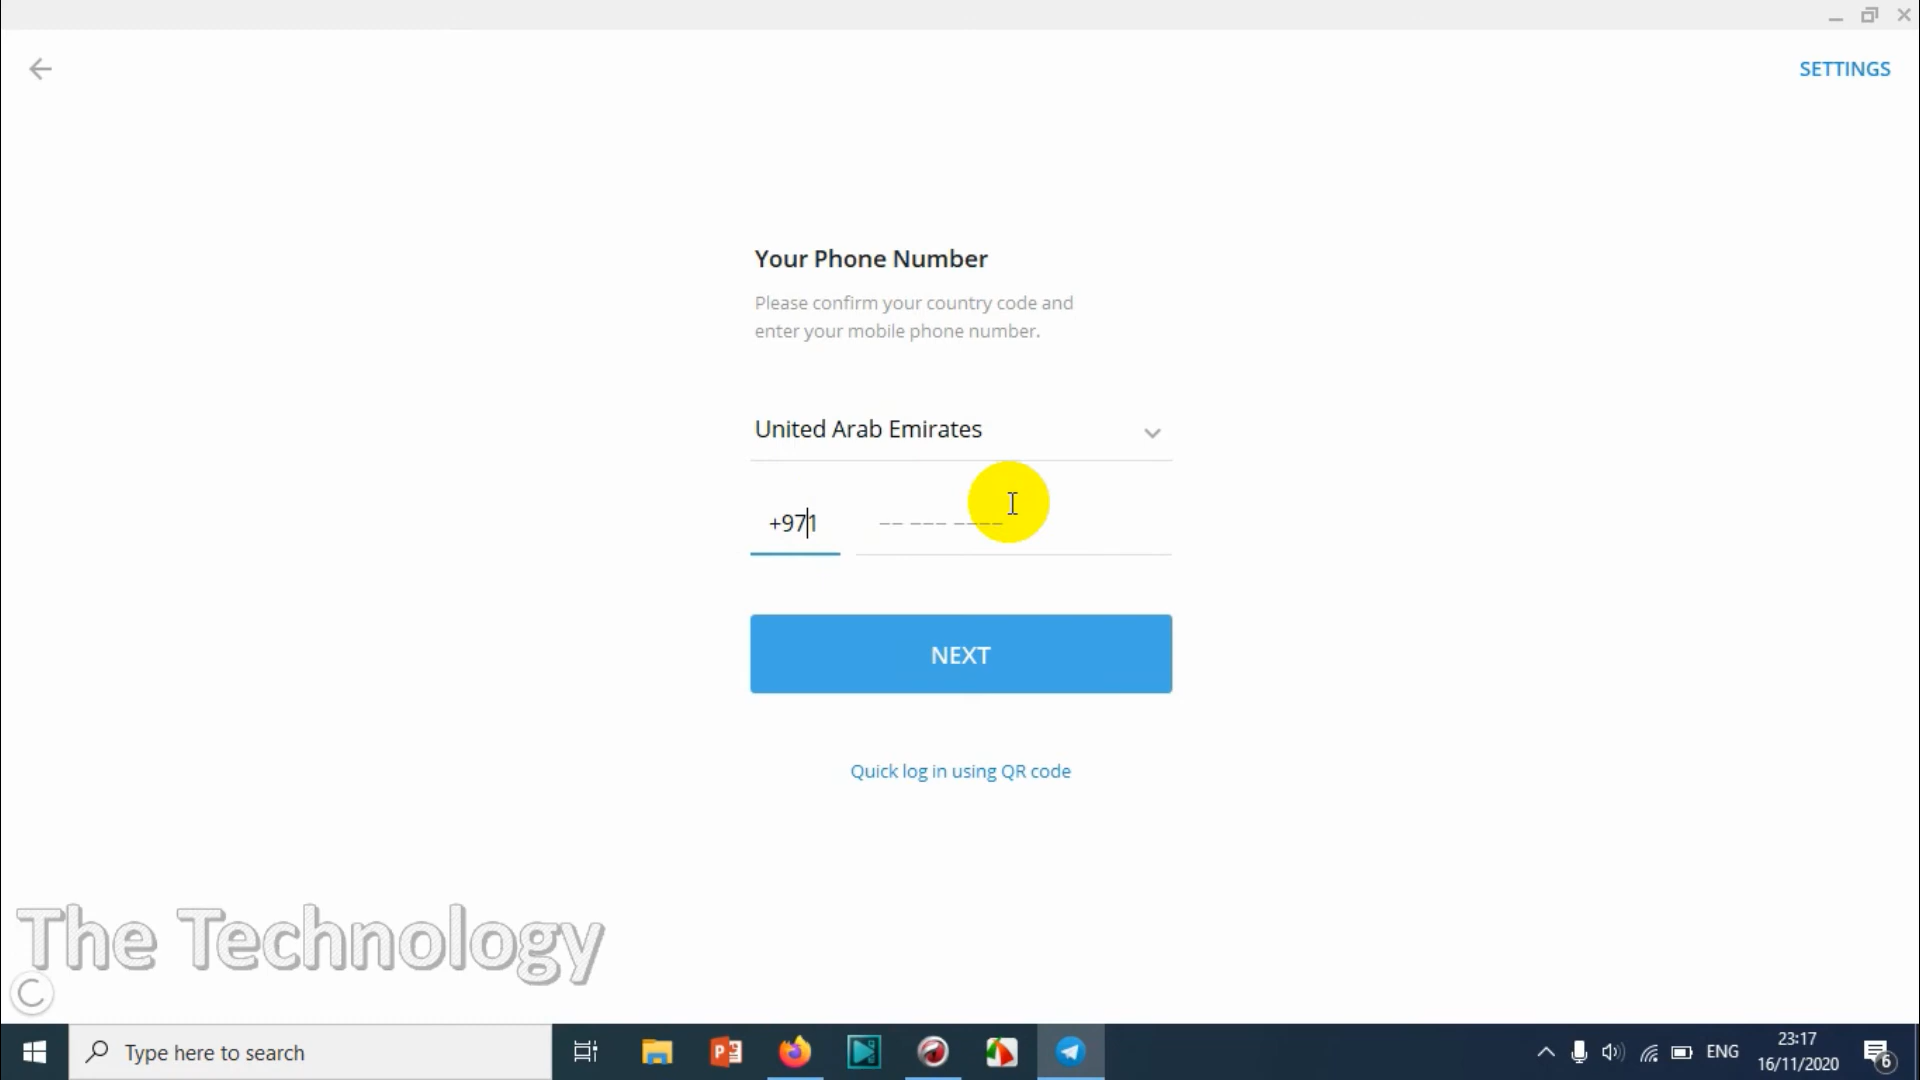 SETTINGS
Your Phone Number
Please confirm your country code and
enter your mobile phone number.
United Arab Emirates
+971 -- --- ----
NEXT
Quick log in using QR code
The Technology
Type here to search
ENG
23:17
16/11/2020
6